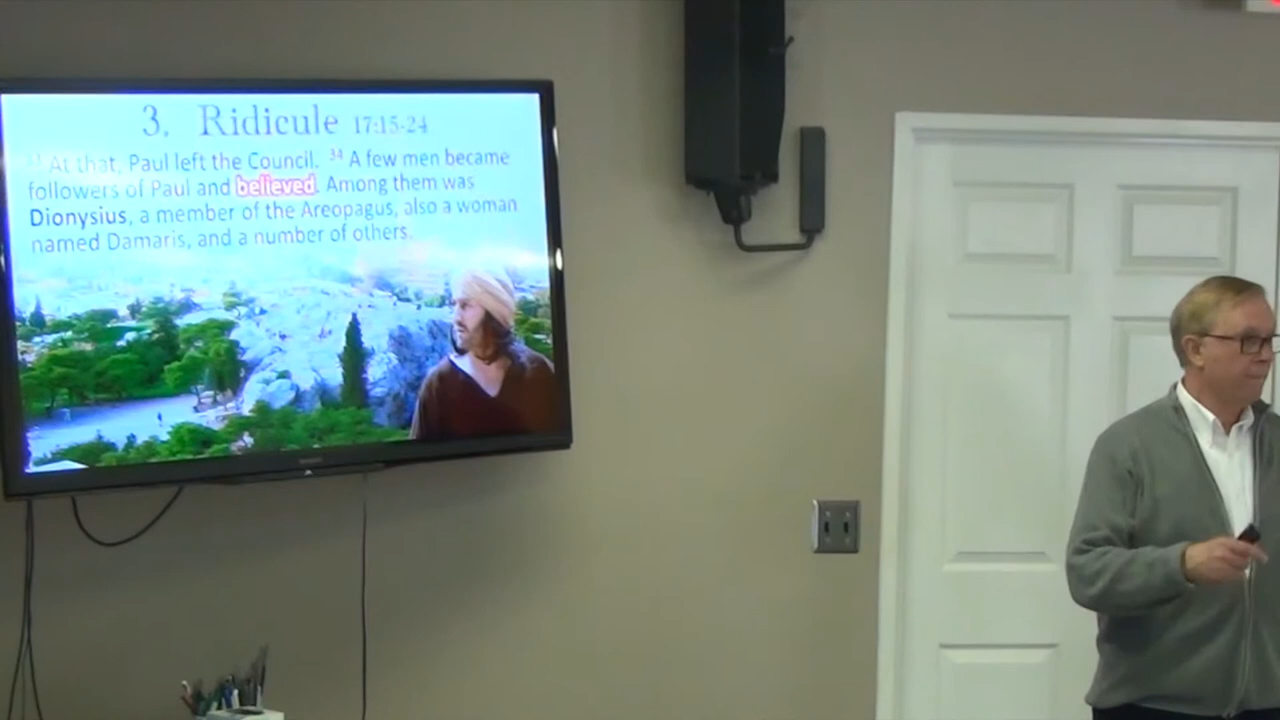 3. Ridicule 17:15-24
At that, Paul left the Council. 34 A few men became
followers of Paul and believed. Among them was
Dionysius, a member of the Areopagus, also a woman
named Damaris, and a number of others.